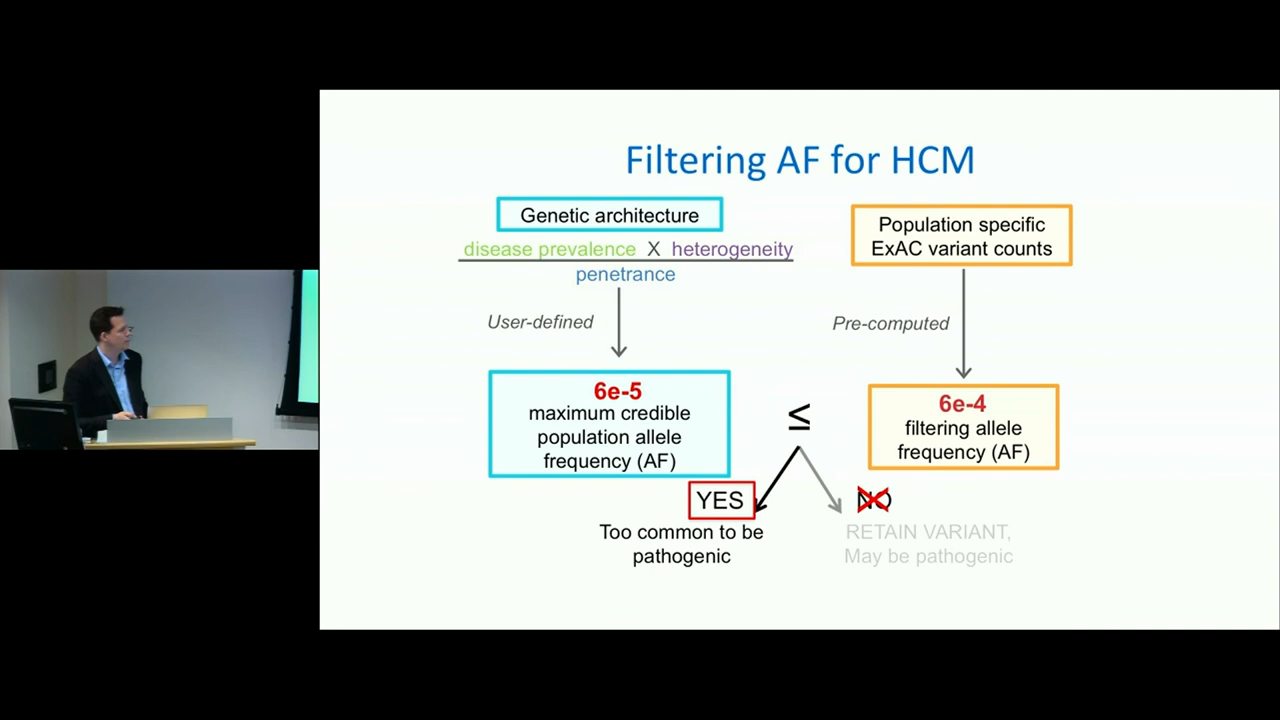 Filtering AF for HCM
Genetic architecture
disease prevalence X heterogeneity
penetrance
User-defined
6e-5
maximum credible
population allele
frequency (AF)
Population specific
ExAC variant counts
Pre-computed
6e-4
filtering allele
frequency (AF)
≤
YES
Too common to be
pathogenic
NO
RETAIN VARIANT,
May be pathogenic